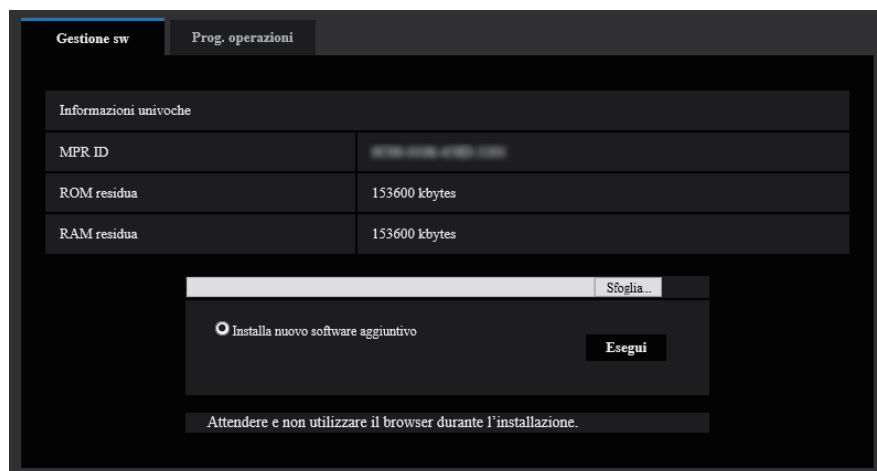 Gestione sw
Prog. operazioni
Informazioni univoche
MPR ID
ROM residua
153600 kbytes
RAM residua
153600 kbytes
Sfoglia...
Installa nuovo software aggiuntivo
Esegui
Attendere e non utilizzare il browser durante l'installazione.